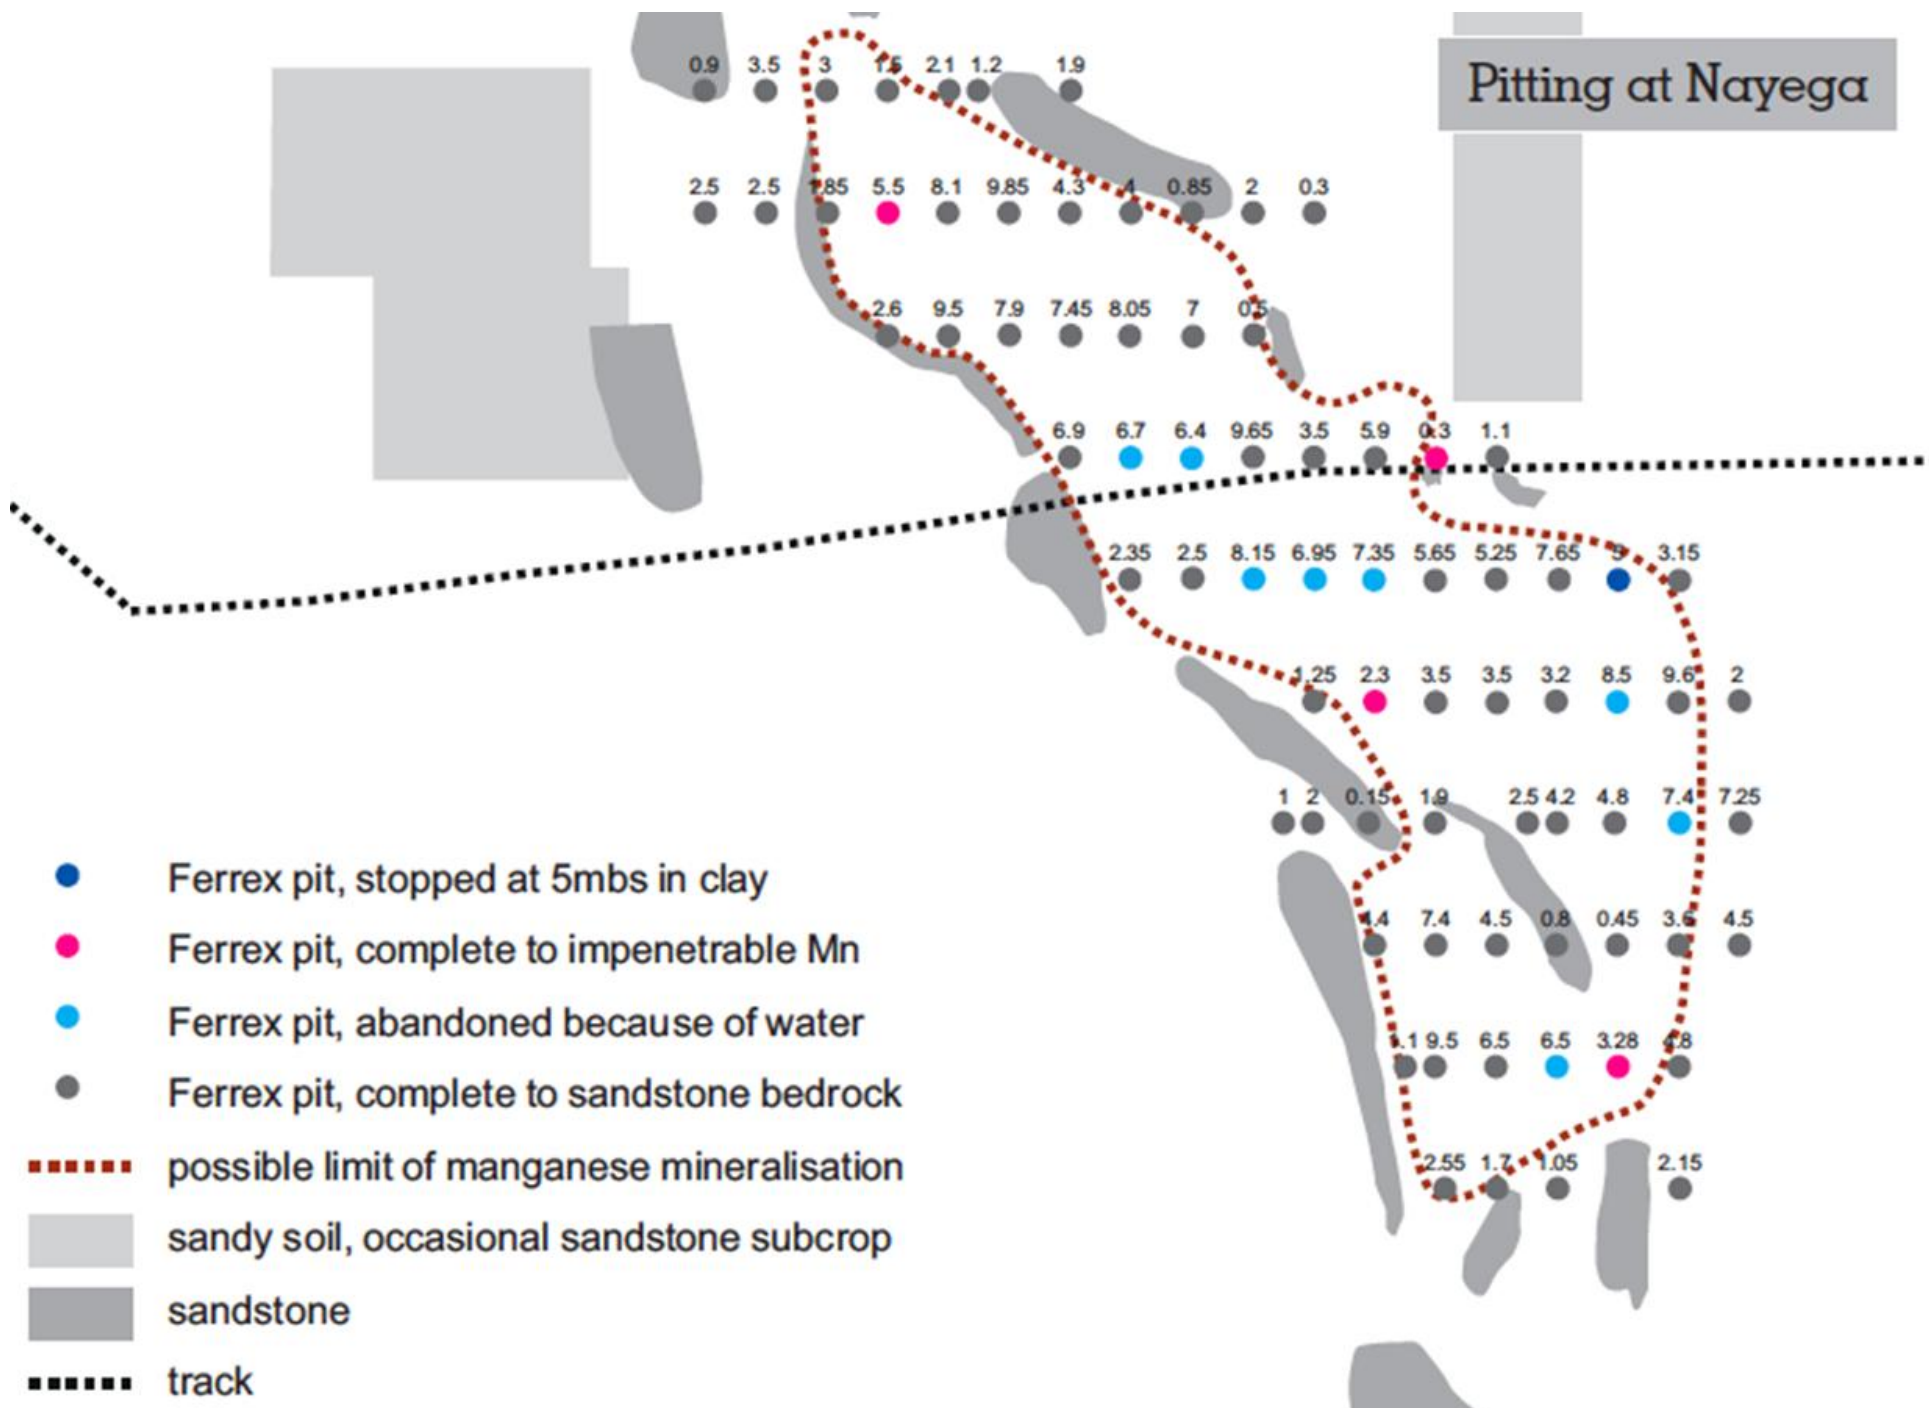 Pitting at Nayega
0.9 3.5 3 1.5 2.1 1.2 1.9
2.5 2.5 1.85 5.5 8.1 9.85 4.3 4 0.85 2 0.3
2.6 9.5 7.9 7.45 8.05 7 0.5
6.9 6.7 6.4 9.65 3.5 5.9 0.3 1.1
2.35 2.5 8.15 6.95 7.35 5.65 5.25 7.65 5 3.15
1.25 2.3 3.5 3.5 3.2 8.5 9.6 2
1 2 0.15 1.9 2.5 4.2 4.8 7.4 7.25
7.4 4.5 0.8 0.45 3.6 4.5
9.5 6.5 6.5 3.28 4.8
2.55 1.7 1.05 2.15
Ferrex pit, stopped at 5mbs in clay
Ferrex pit, complete to impenetrable Mn
Ferrex pit, abandoned because of water
Ferrex pit, complete to sandstone bedrock
possible limit of manganese mineralisation
sandy soil, occasional sandstone subcrop
sandstone
track